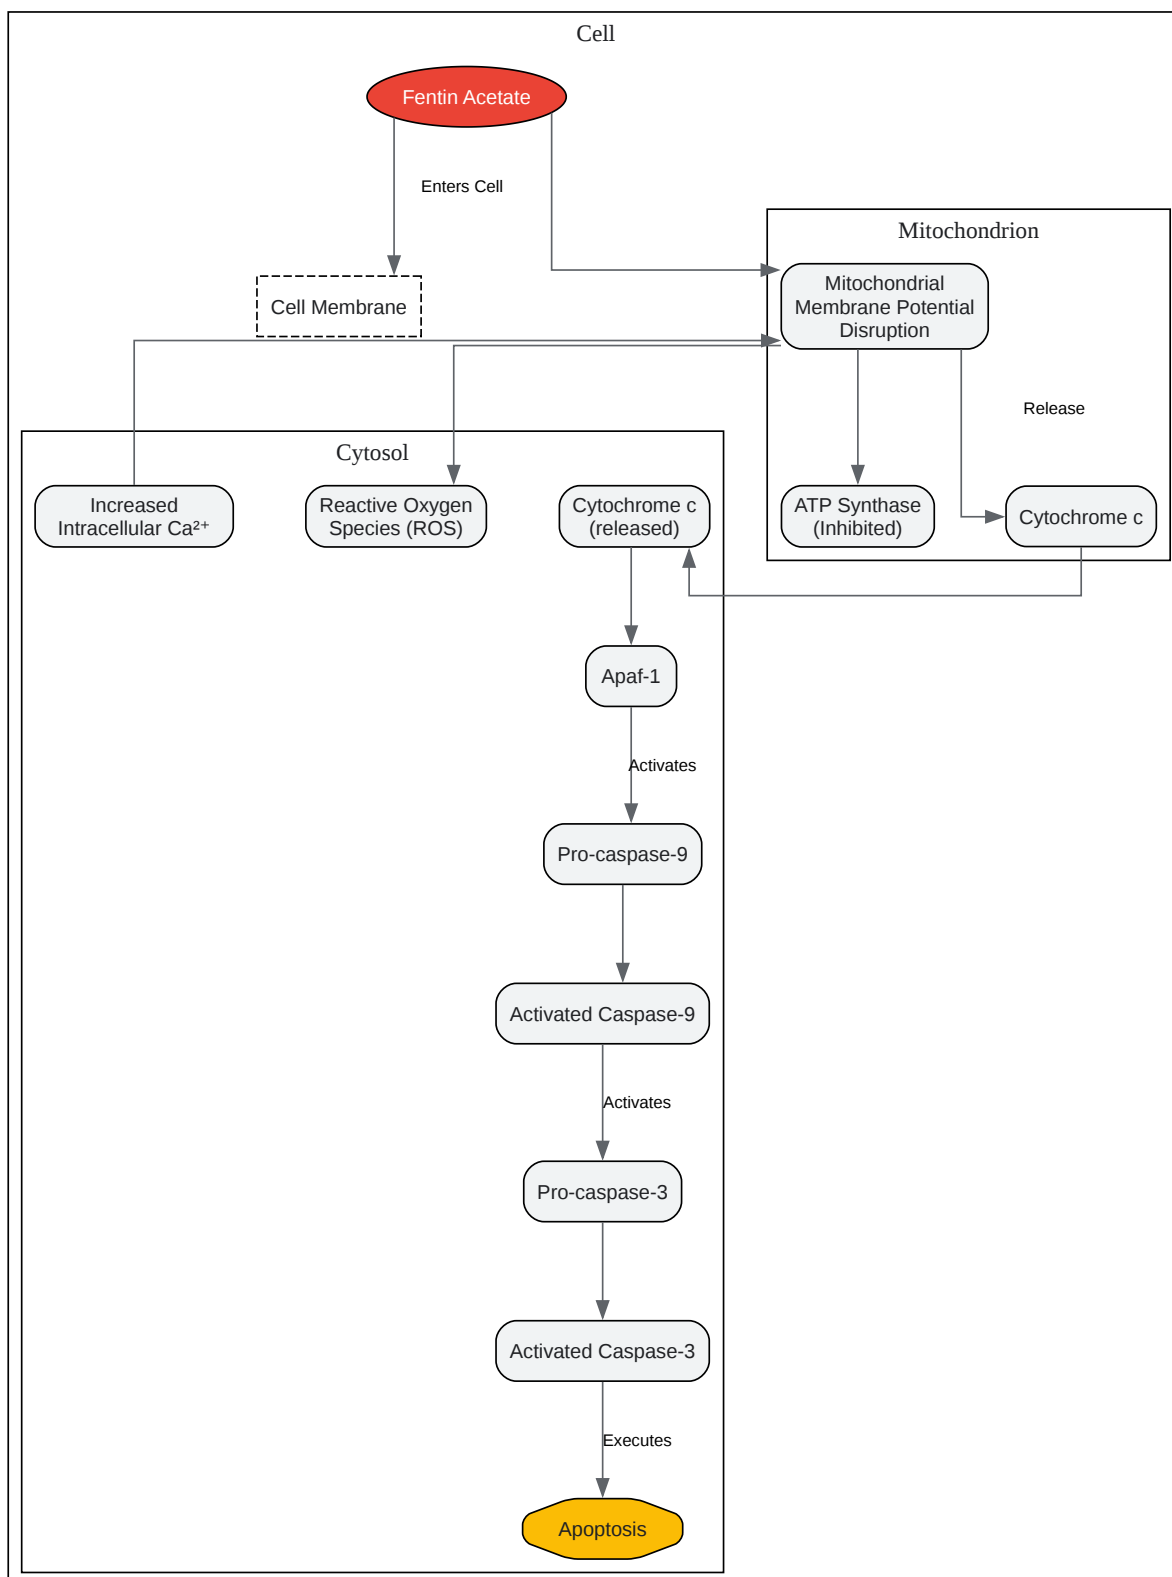 Cell
Fentin Acetate
Enters Cell
Mitochondrion
Cell Membrane
Mitochondrial
Membrane Potential
Disruption
Release
Cytosol
Increased
Intracellular Ca²⁺
Reactive Oxygen
Species (ROS)
Cytochrome c
(released)
ATP Synthase
(Inhibited)
Cytochrome c
Apaf-1
Activates
Pro-caspase-9
Activated Caspase-9
Activates
Pro-caspase-3
Activated Caspase-3
Executes
Apoptosis